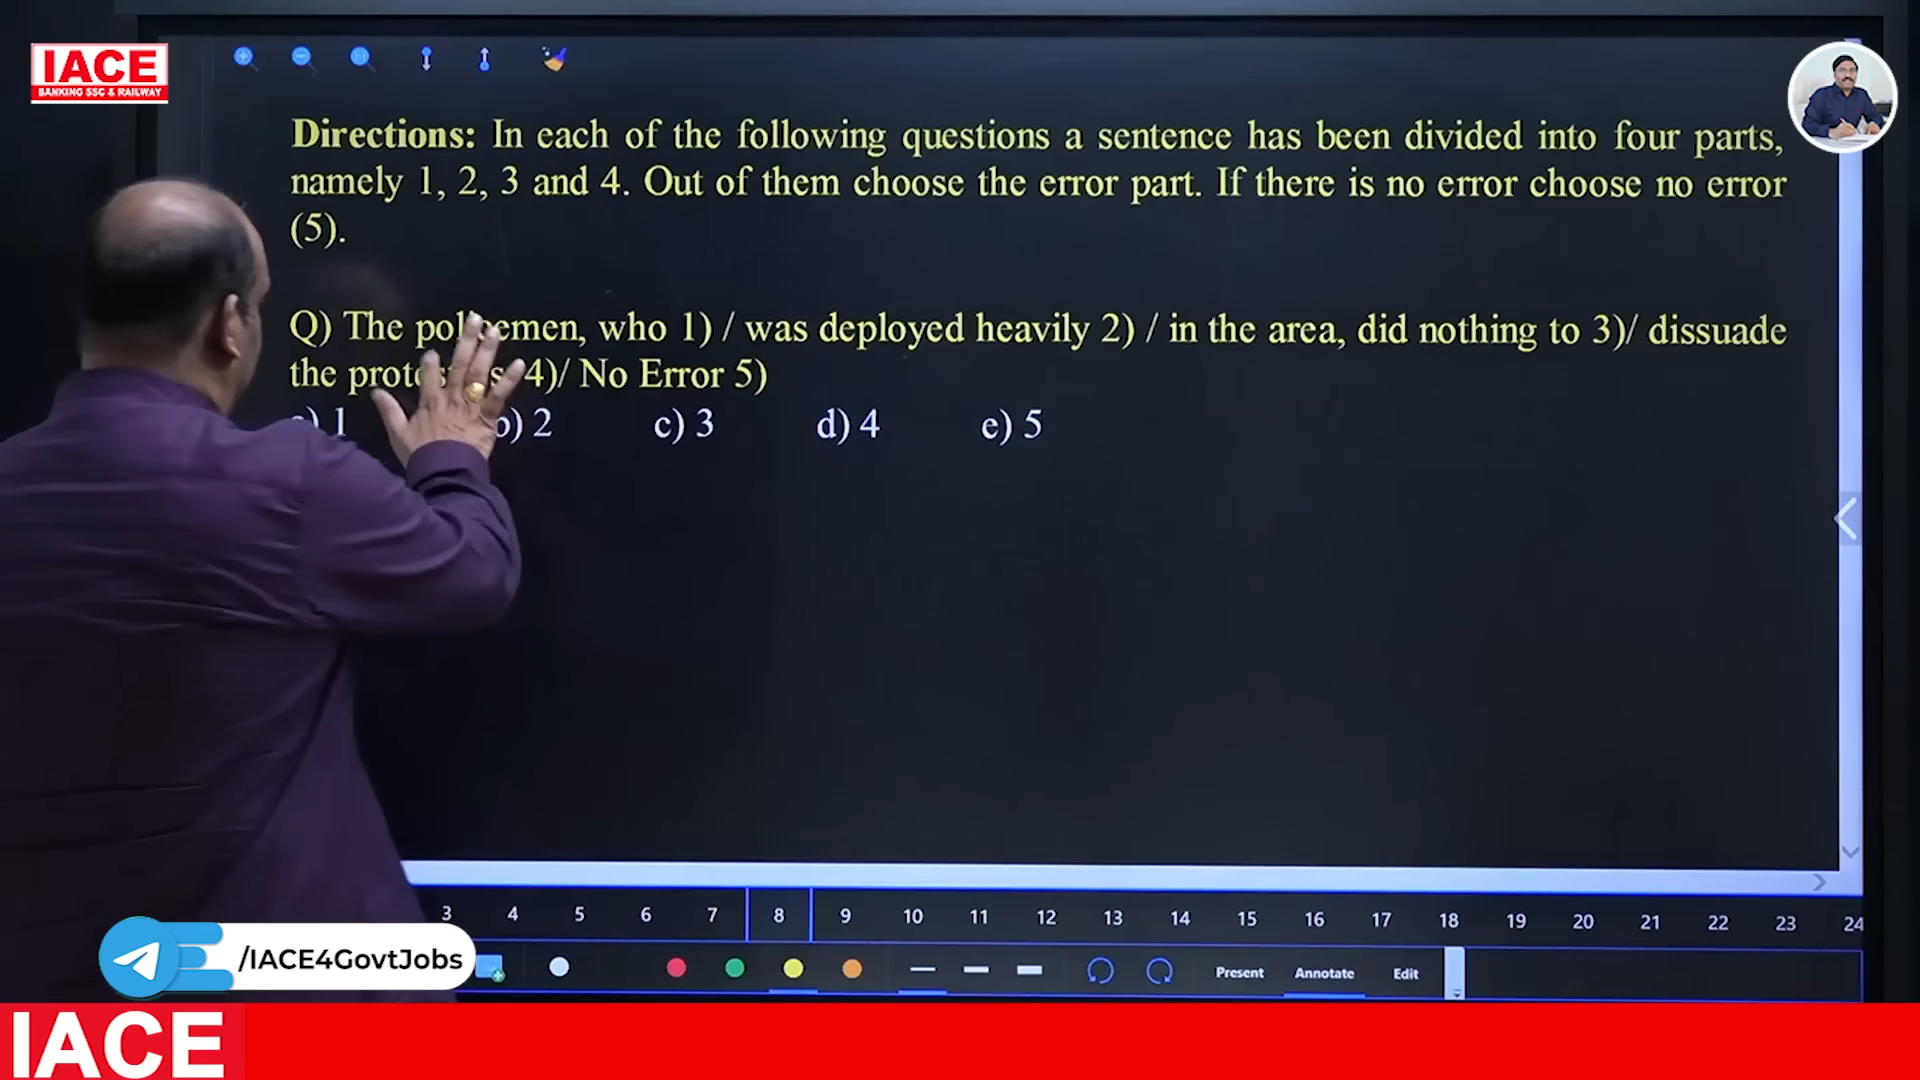 IACE
BANKING SSC & RAILWAY
Directions: In each of the following questions a sentence has been divided into four parts,
namely 1, 2, 3 and 4. Out of them choose the error part. If there is no error choose no error
(5).
Q) The policemen, who 1) / was deployed heavily 2) / in the area, did nothing to 3)/ dissuade
the 4)/ No Error 5)
1 b) 2 c) 3 d) 4 e) 5
3 4 5 6 7 8 9 10 11 12 13 14 15 16 17 18 19 20 21 22 23 24
/IACE4GovtJobs
Present Annotate Edit
IACE